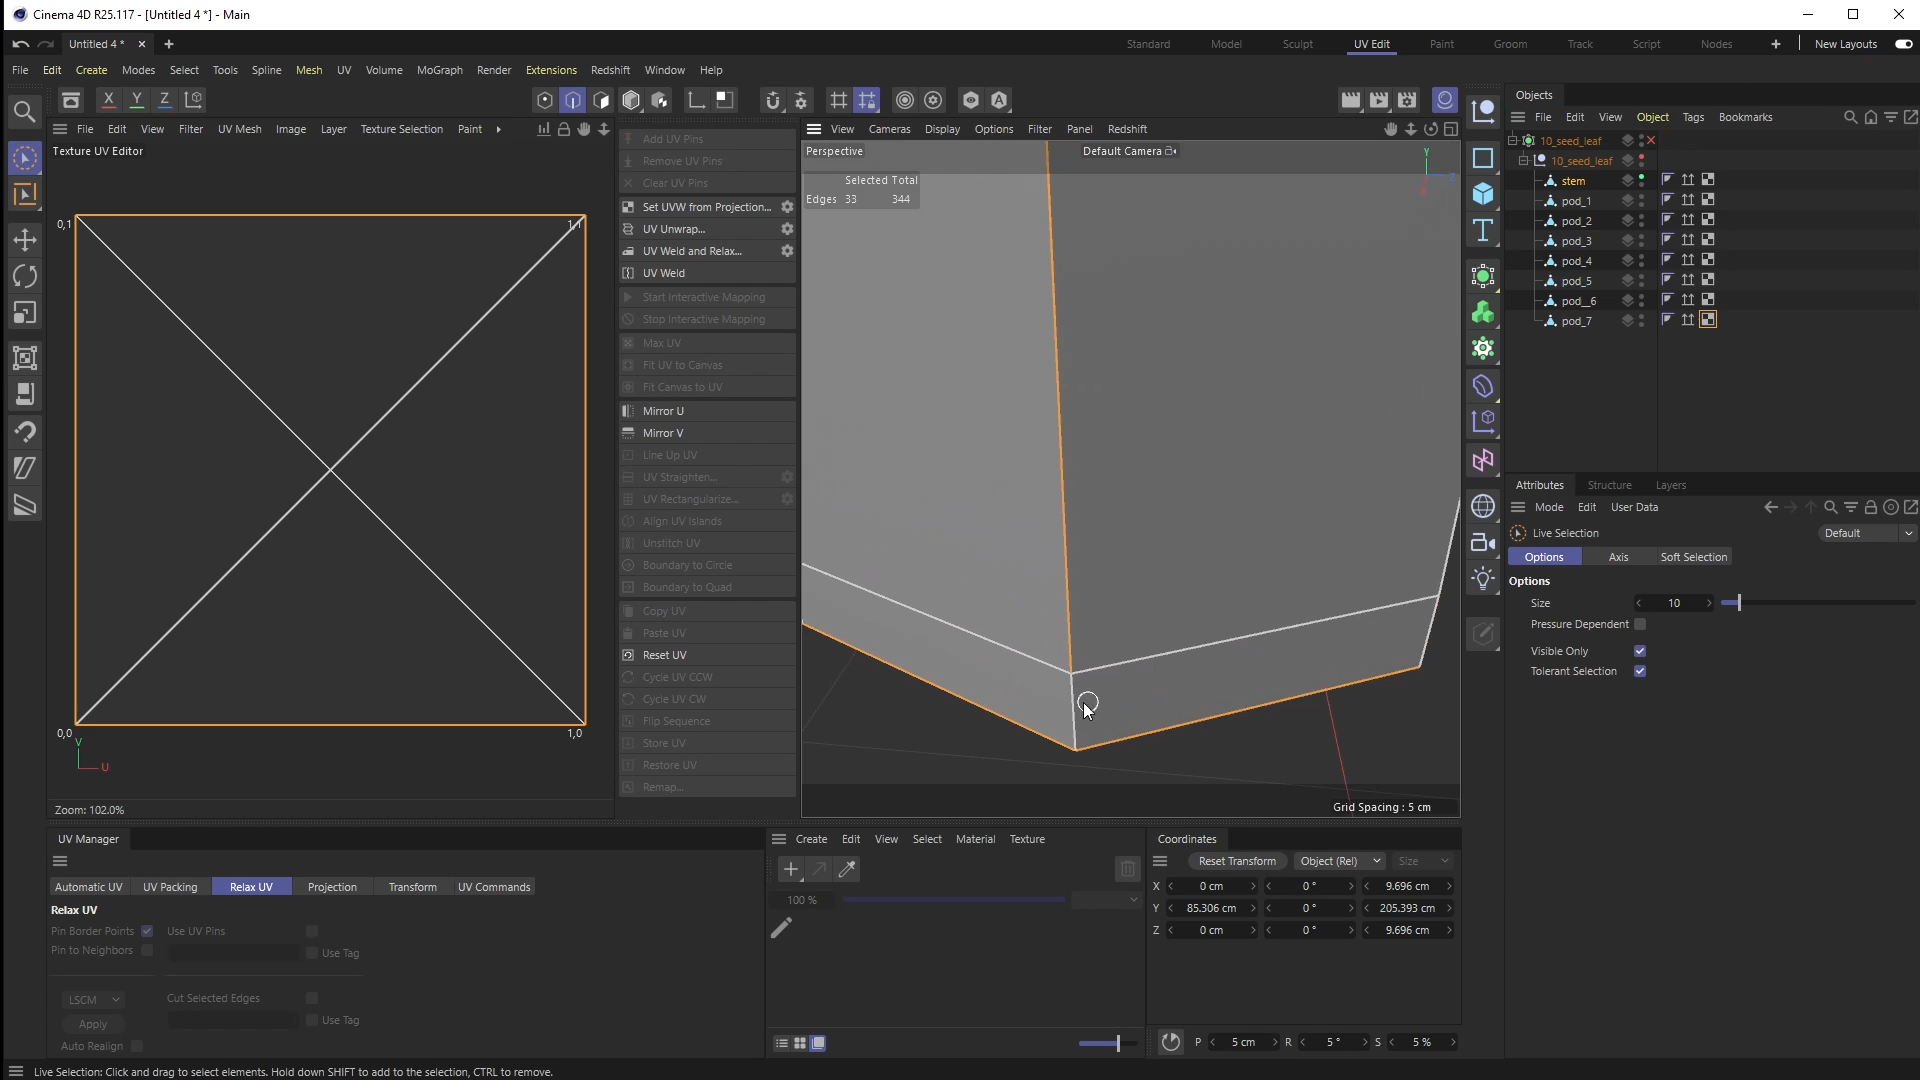 Cinema 4D R25.117 - [Untitled 4 *] - Main
Untitled 4 *
Standard Model Sculpt UV Edit Paint Groom Track Script Nodes New Layouts
File Edit Create Modes Select Tools Spline Mesh UV Volume MoGraph Render Extensions Redshift Window Help
X Y Z
File Edit View Filter UV Mesh Image Layer Texture Selection Paint
Texture UV Editor
0,1
1,1
0,0
1,0
V
U
Zoom: 102.0%
Add UV Pins
Remove UV Pins
Clear UV Pins
Set UVW from Projection...
UV Unwrap...
UV Weld and Relax...
UV Weld
Start Interactive Mapping
Stop Interactive Mapping
Max UV
Fit UV to Canvas
Fit Canvas to UV
Mirror U
Mirror V
Line Up UV
UV Straighten...
UV Rectangularize...
Align UV Islands
Unstitch UV
Boundary to Circle
Boundary to Quad
Copy UV
Paste UV
Reset UV
Cycle UV CCW
Cycle UV CW
Flip Sequence
Store UV
Restore UV
Remap...
View Cameras Display Options Filter Panel Redshift
Perspective
Default Camera
Selected Total
Edges 33 344
Y
Z
Grid Spacing : 5 cm
Objects
File Edit View Object Tags Bookmarks
10_seed_leaf
10_seed_leaf
stem
pod_1
pod_2
pod_3
pod_4
pod_5
pod_6
pod_7
Attributes Structure Layers
Mode Edit User Data
Live Selection
Default
Options Axis Soft Selection
Options
Size 10
Pressure Dependent
Visible Only
Tolerant Selection
UV Manager
Automatic UV UV Packing Relax UV Projection Transform UV Commands
Relax UV
Pin Border Points Use UV Pins
Pin to Neighbors Use Tag
LSCM Cut Selected Edges
Apply Use Tag
Auto Realign
Create Edit View Select Material Texture
100 %
Coordinates
Reset Transform Object (Rel) Size
X 0 cm 0 ° 9.696 cm
Y 85.306 cm 0 ° 205.393 cm
Z 0 cm 0 ° 9.696 cm
P 5 cm R 5 ° S 5 %
Live Selection: Click and drag to select elements. Hold down SHIFT to add to the selection, CTRL to remove.